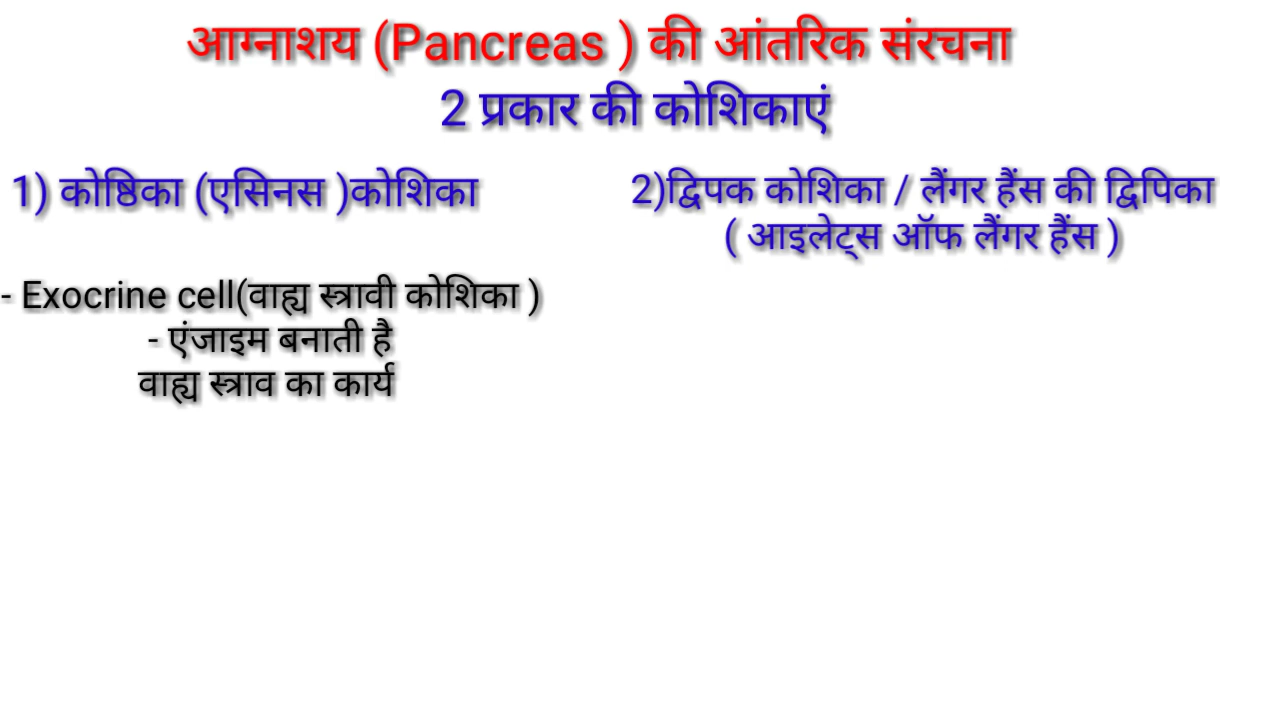 आग्नाशय (Pancreas ) की आंतरिक संरचना
2 प्रकार की कोशिकाएं
1) कोष्ठिका (एसिनस )कोशिका
2)द्विपक कोशिका / लैंगर हैंस की द्विपिका
( आइलेट्स ऑफ लैंगर हैंस )
- Exocrine cell(वाह्य स्त्रावी कोशिका )
- एंजाइम बनाती है
वाह्य स्त्राव का कार्य